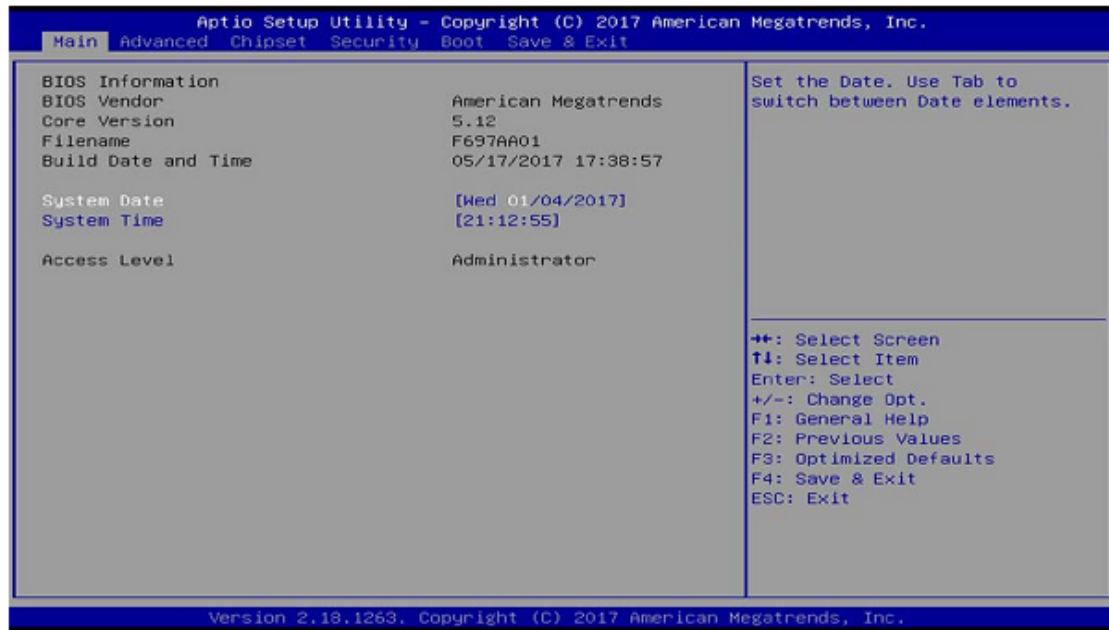 Aptio Setup Utility - Copyright (C) 2017 American Megatrends, Inc.
Main Advanced Chipset Security Boot Save & Exit
BIOS Information
BIOS Vendor American Megatrends
Core Version 5.12
Filename F697AA01
Build Date and Time 05/17/2017 17:38:57
System Date [Wed 01/04/2017]
System Time [21:12:55]
Access Level Administrator
Set the Date. Use Tab to
switch between Date elements.
→←: Select Screen
↑↓: Select Item
Enter: Select
+/-: Change Opt.
F1: General Help
F2: Previous Values
F3: Optimized Defaults
F4: Save & Exit
ESC: Exit
Version 2.18.1263. Copyright (C) 2017 American Megatrends, Inc.